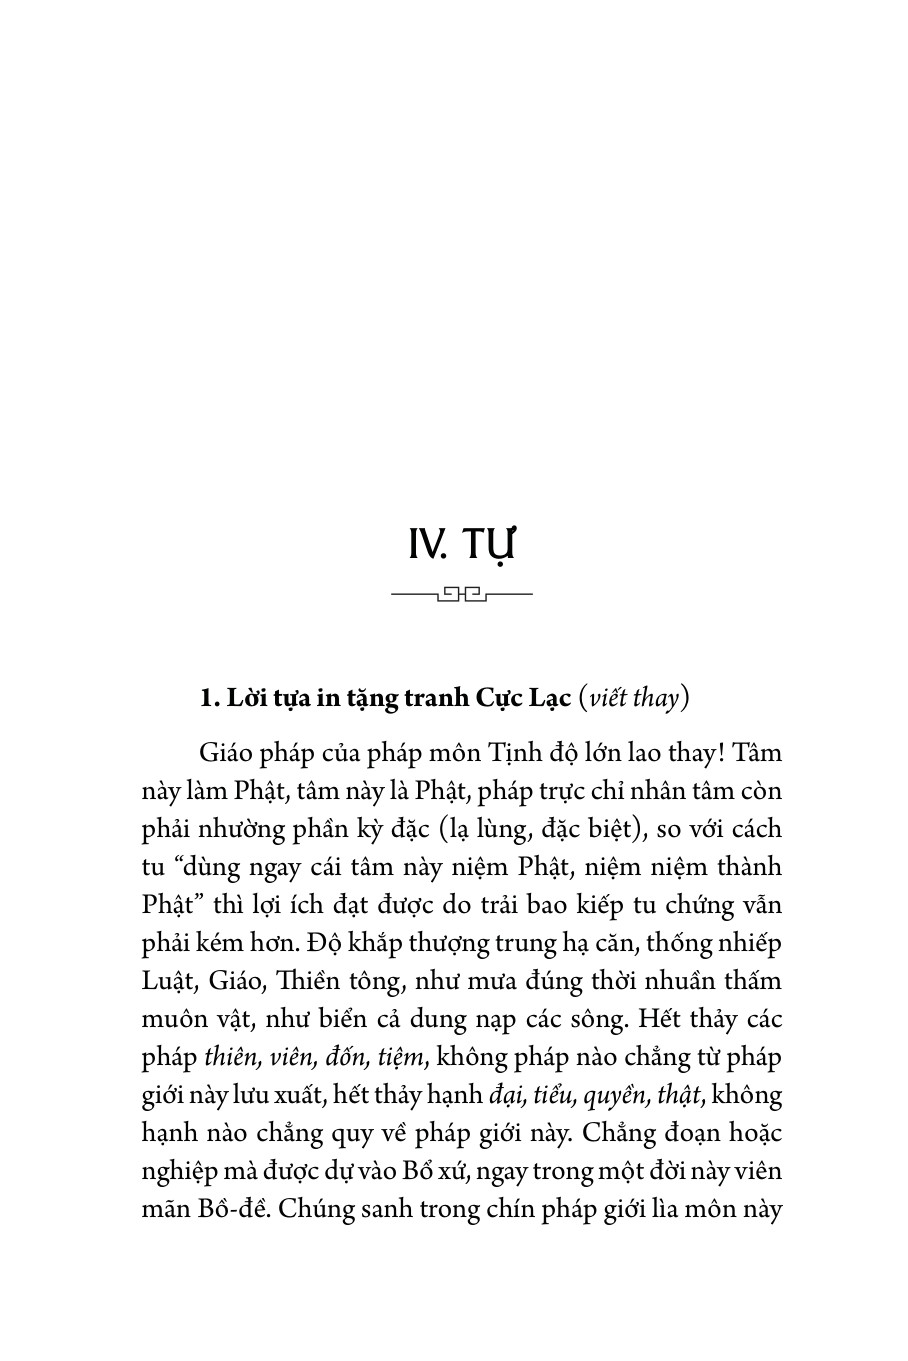 IV. TỰ
1. Lời tựa in tặng tranh Cực Lạc (viết thay)
Giáo pháp của pháp môn Tịnh độ lớn lao thay! Tâm
này làm Phật, tâm này là Phật, pháp trực chỉ nhân tâm còn
phải nhường phần kỳ đặc (lạ lùng, đặc biệt), so với cách
tu “dùng ngay cái tâm này niệm Phật, niệm niệm thành
Phật” thì lợi ích đạt được do trải bao kiếp tu chứng vẫn
phải kém hơn. Độ khắp thượng trung hạ căn, thống nhiếp
Luật, Giáo, Thiền tông, như mưa đúng thời nhuần thấm
muôn vật, như biển cả dung nạp các sông. Hết thảy các
pháp thiên, viên, đốn, tiệm, không pháp nào chẳng từ pháp
giới này lưu xuất, hết thảy hạnh đại, tiểu, quyền, thật, không
hạnh nào chẳng quy về pháp giới này. Chẳng đoạn hoặc
nghiệp mà được dự vào Bổ xứ, ngay trong một đời này viên
mãn Bồ-đề. Chúng sanh trong chín pháp giới lìa môn này